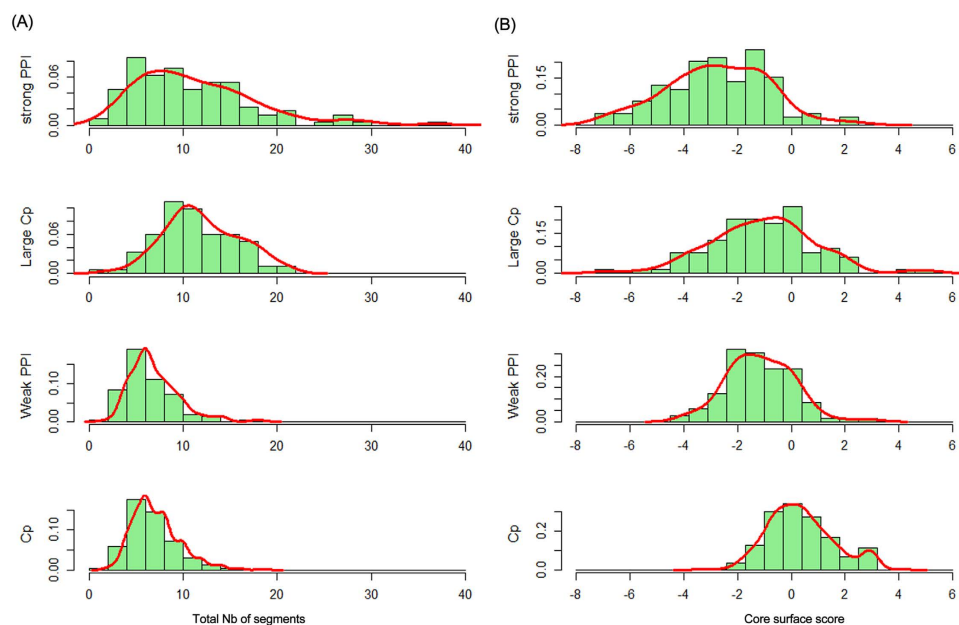 (A)
(B)
strong PPI
0.00
0.06
0 10 20 30 40
strong PPI
0.00
0.15
-8 -6 -4 -2 0 2 4 6
Large Cp
0.00
0.06
0 10 20 30 40
Large Cp
0.00
0.15
-8 -6 -4 -2 0 2 4 6
Weak PPI
0.00
0.10
0 10 20 30 40
Weak PPI
0.00
0.20
-8 -6 -4 -2 0 2 4 6
Cp
0.00
0.10
0 10 20 30 40
Cp
0.0
0.2
-8 -6 -4 -2 0 2 4 6
Total Nb of segments
Core surface score